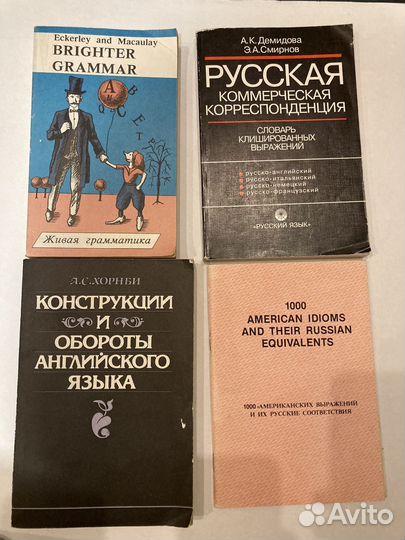 Eckerley and Macaulay
BRIGHTER
GRAMMAR
А
В
С
Е
Т
Живая грамматика
А.К.Демидова
Э.А.Смирнов
РУССКАЯ
КОММЕРЧЕСКАЯ
КОРРЕСПОНДЕНЦИЯ
СЛОВАРЬ
КЛИШИРОВАННЫХ
ВЫРАЖЕНИЙ
русско-английский
русско-итальянский
русско-немецкий
русско-французский
«РУССКИЙ ЯЗЫК»
А.С.ХОРНБИ
КОНСТРУКЦИИ
И
ОБОРОТЫ
АНГЛИЙСКОГО
ЯЗЫКА
1000
AMERICAN IDIOMS
AND THEIR RUSSIAN
EQUIVALENTS
1000 АМЕРИКАНСКИХ ВЫРАЖЕНИЙ
И ИХ РУССКИЕ СООТВЕТСТВИЯ
Avito